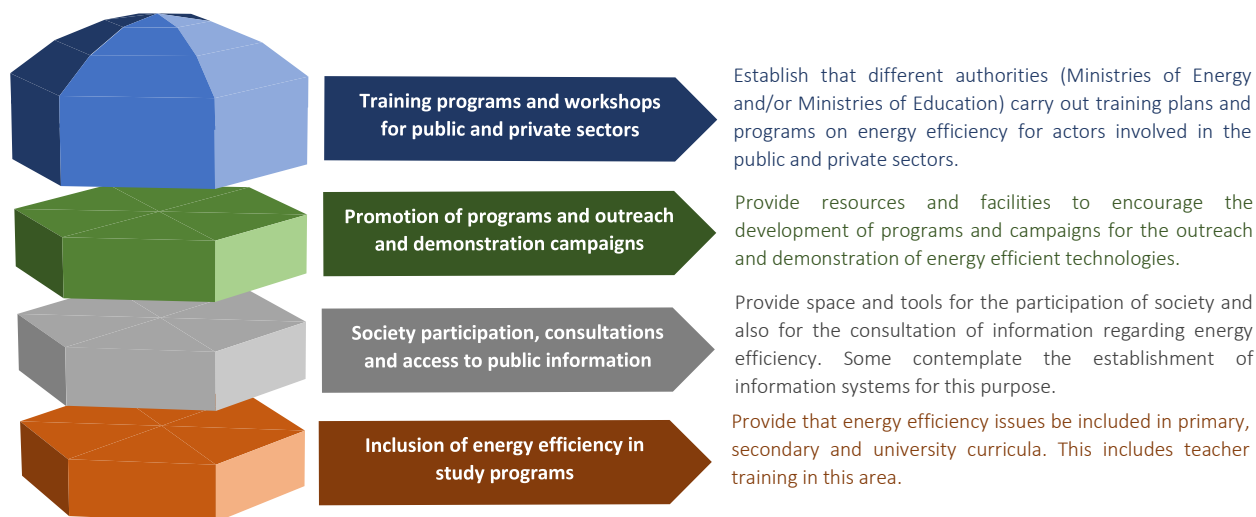 Training programs and workshops
for public and private sectors
Establish that different authorities (Ministries of Energy
and/or Ministries of Education) carry out training plans and
programs on energy efficiency for actors involved in the
public and private sectors.
Promotion of programs and outreach
and demonstration campaigns
Provide resources and facilities to encourage the
development of programs and campaigns for the outreach
and demonstration of energy efficient technologies.
Society participation, consultations
and access to public information
Provide space and tools for the participation of society and
also for the consultation of information regarding energy
efficiency. Some contemplate the establishment of
information systems for this purpose.
Inclusion of energy efficiency in
study programs
Provide that energy efficiency issues be included in primary,
secondary and university curricula. This includes teacher
training in this area.